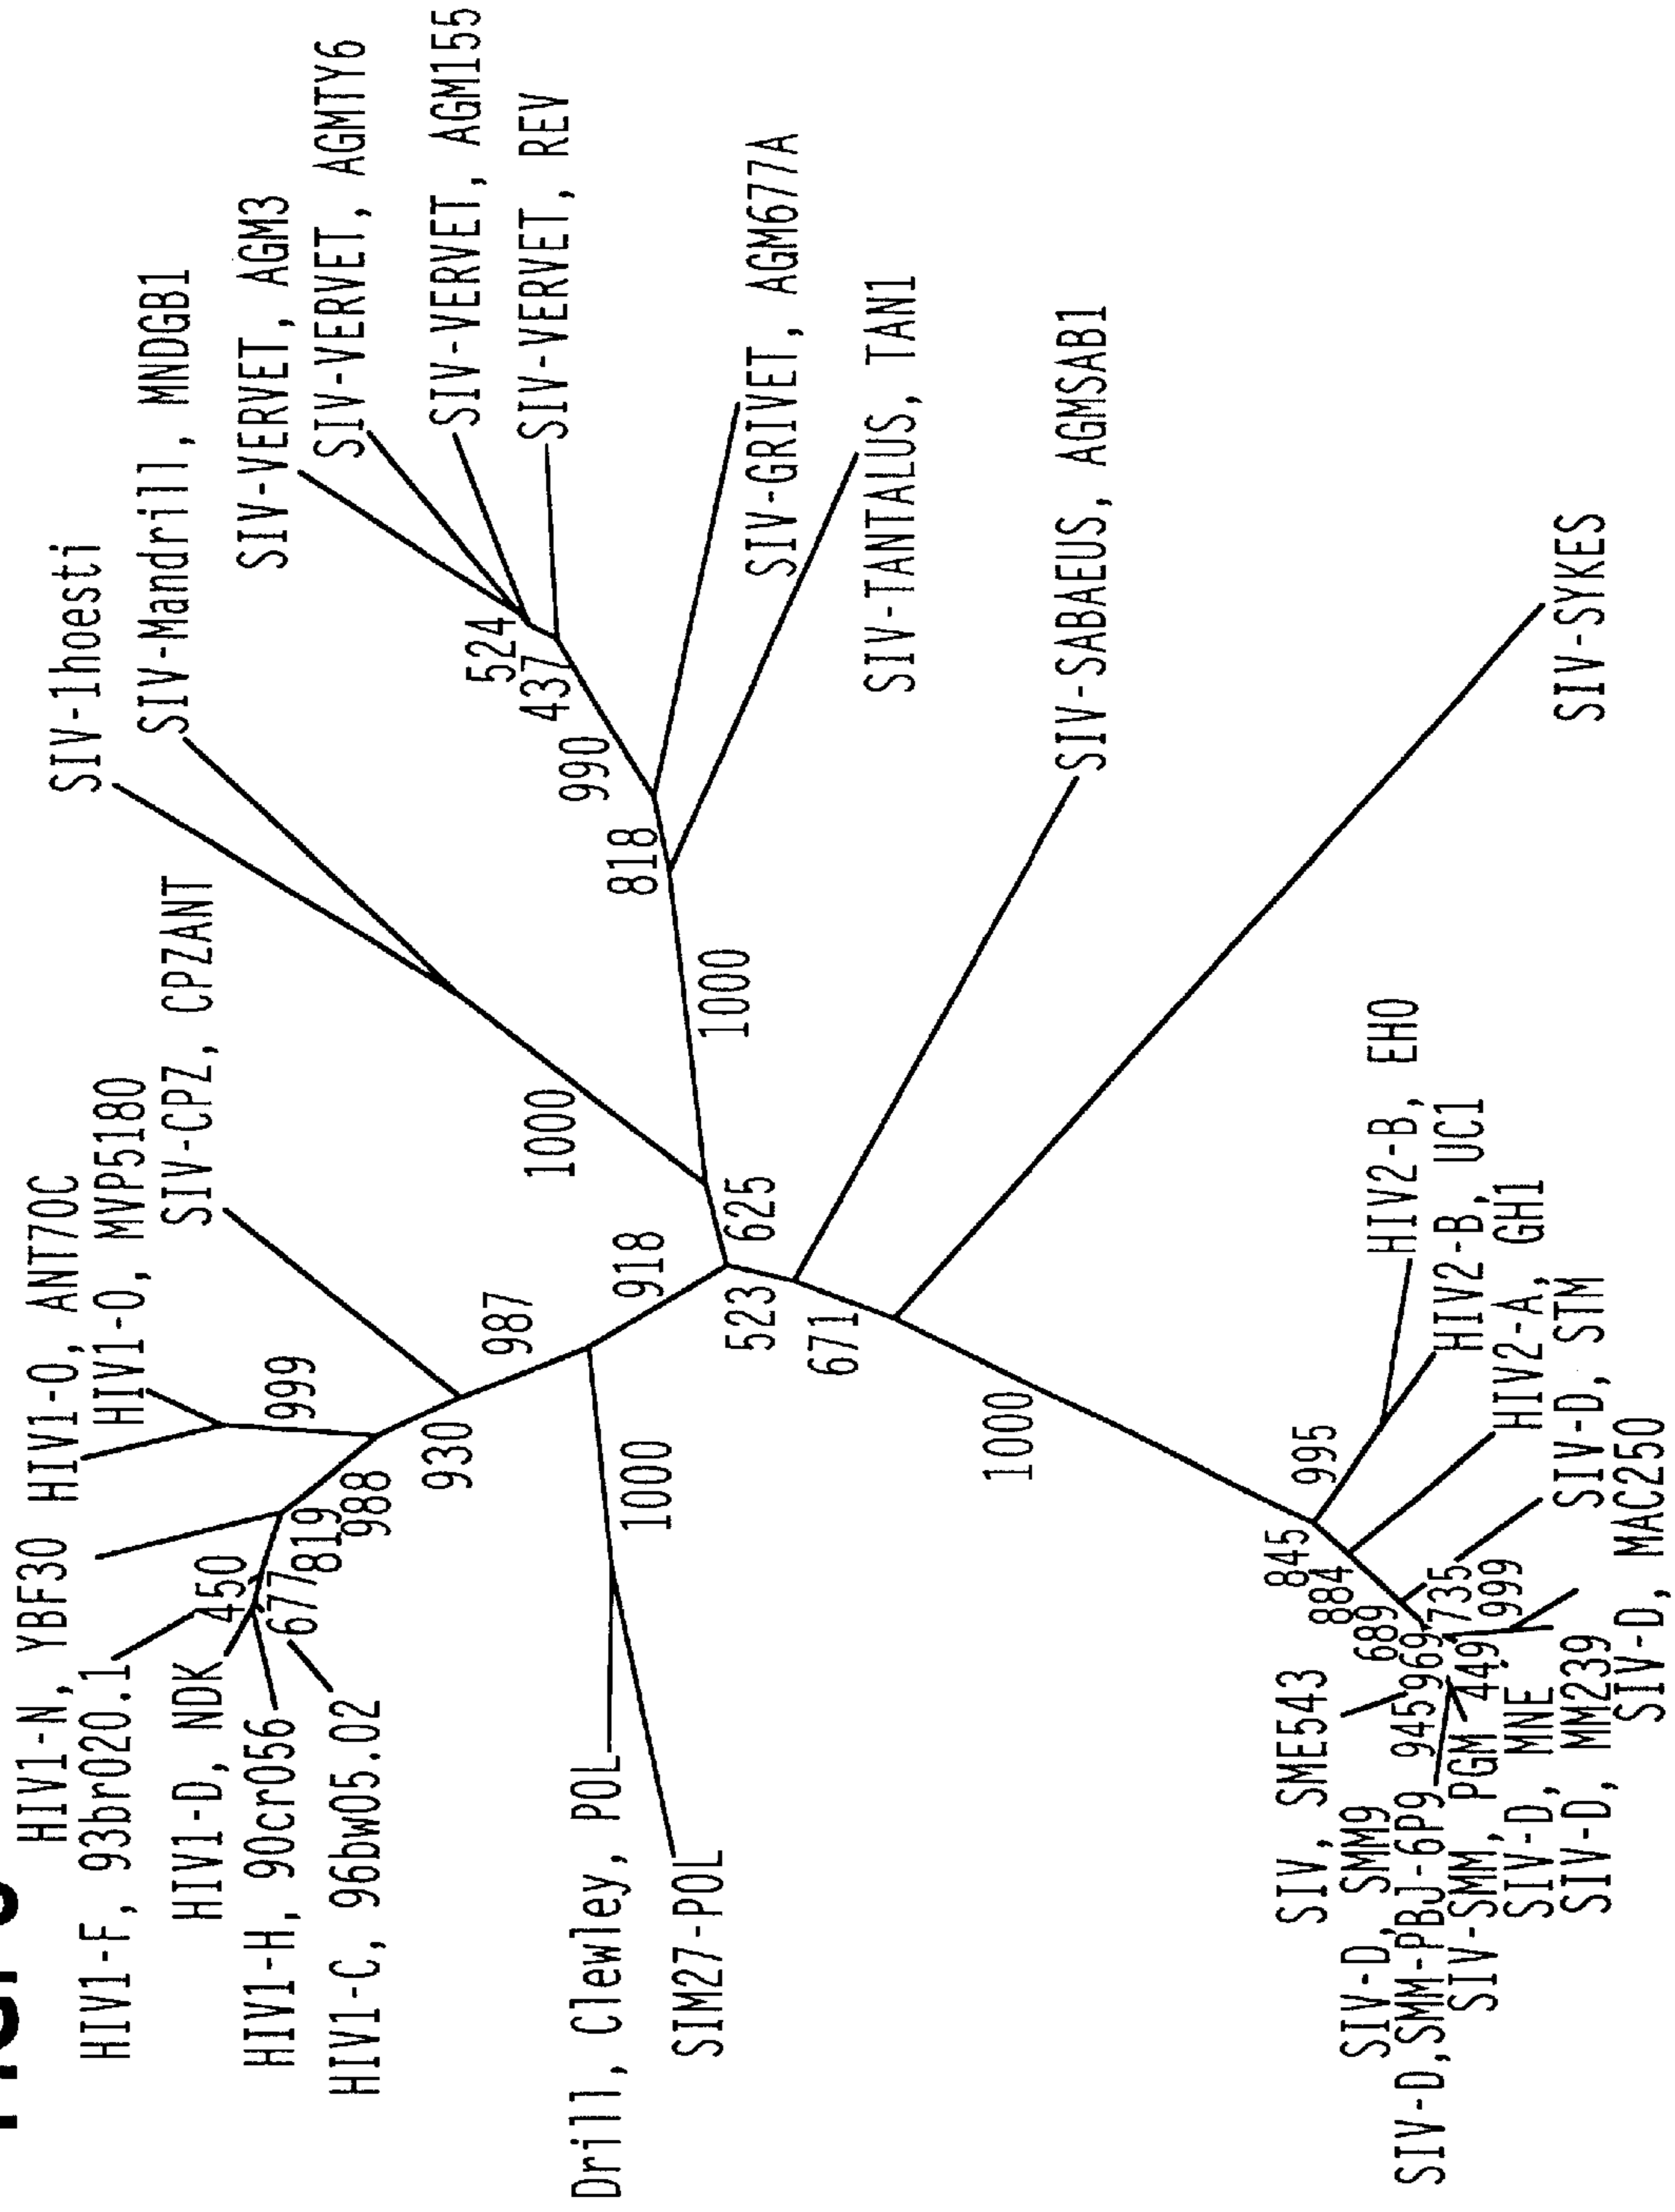 SIV-lhoesti
SIV-Mandrill, MNDGB1
SIV-VERVET, AGM3
SIV-VERVET, AGMTY6
SIV-VERVET, AGM155
SIV-VERVET, REV
SIV-GRIVET, AGM677A
SIV-TANTALUS, TAN1
SIV-SABAEUS, AGMSAB1
SIV-SYKES
524
437
990
818
1000
1000
HIV1-O, ANT70C
HIV1-O, MVP5180
SIV-CPZ, CPZANT
999
987
918
625
523
671
930
988
819
677
450
1000
1000
HIV1-N, YBF30
HIV1-F, 93br020.1
HIV1-D, NDK
HIV1-H, 90cr056
HIV1-C, 96bw05.02
Drill, Clewley, POL
SIM27-POL
HIV2-B, EHO
HIV2-B, UC1
HIV2-A, GH1
SIV-D, STM
SIV-D, MAC250
995
845
884
689
735
999
969
449
945
SIV, SME543
SIV-D, SMM9
SIV-D,SMM-PBJ-6P9
SIV-SMM, PGM
SIV-D, MNE
SIV-D, MM239